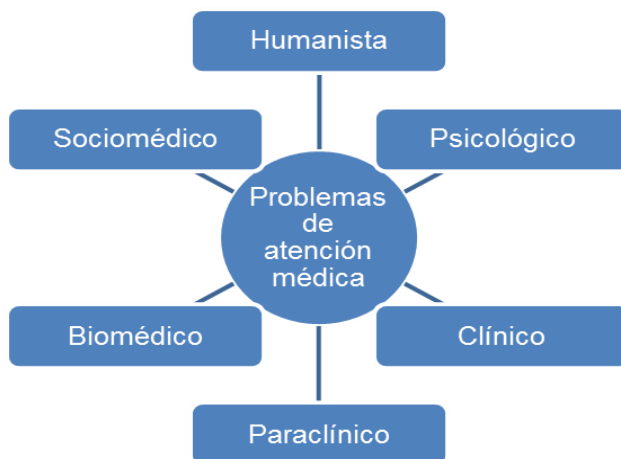 Humanista
Sociomédico
Psicológico
Problemas
de
atención
médica
Biomédico
Clínico
Paraclínico